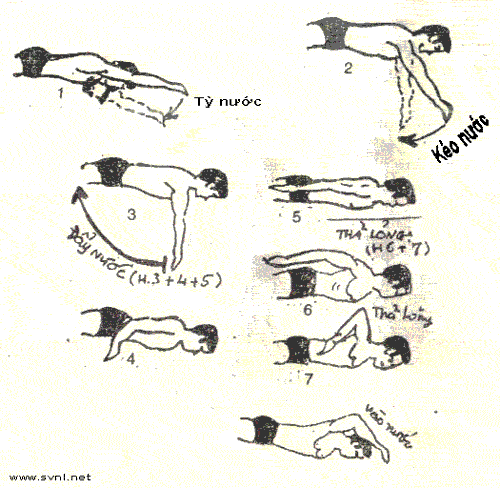 1
Tỳ nước
2
Kéo nước
3
Đẩy nước (H.3+4+5)
4
5
THẢ LỎNG
(H6+7)
6
Thả lỏng
7
vào nước
www.svnl.net